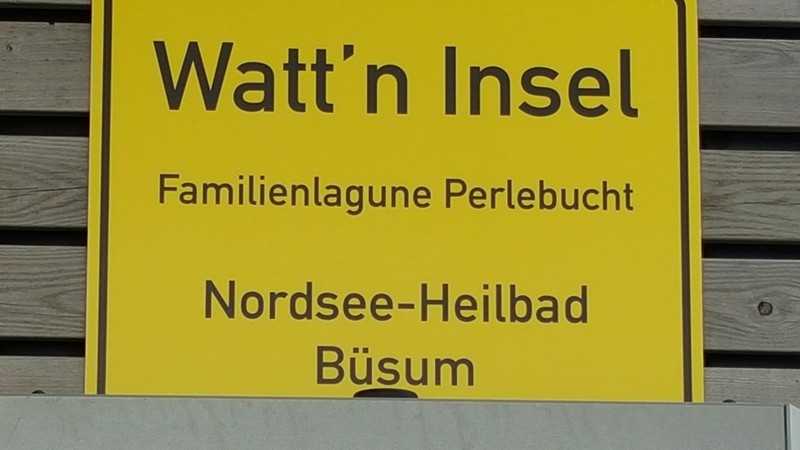 Watt'n Insel
Familienlagune Perlebucht
Nordsee-Heilbad
Büsum